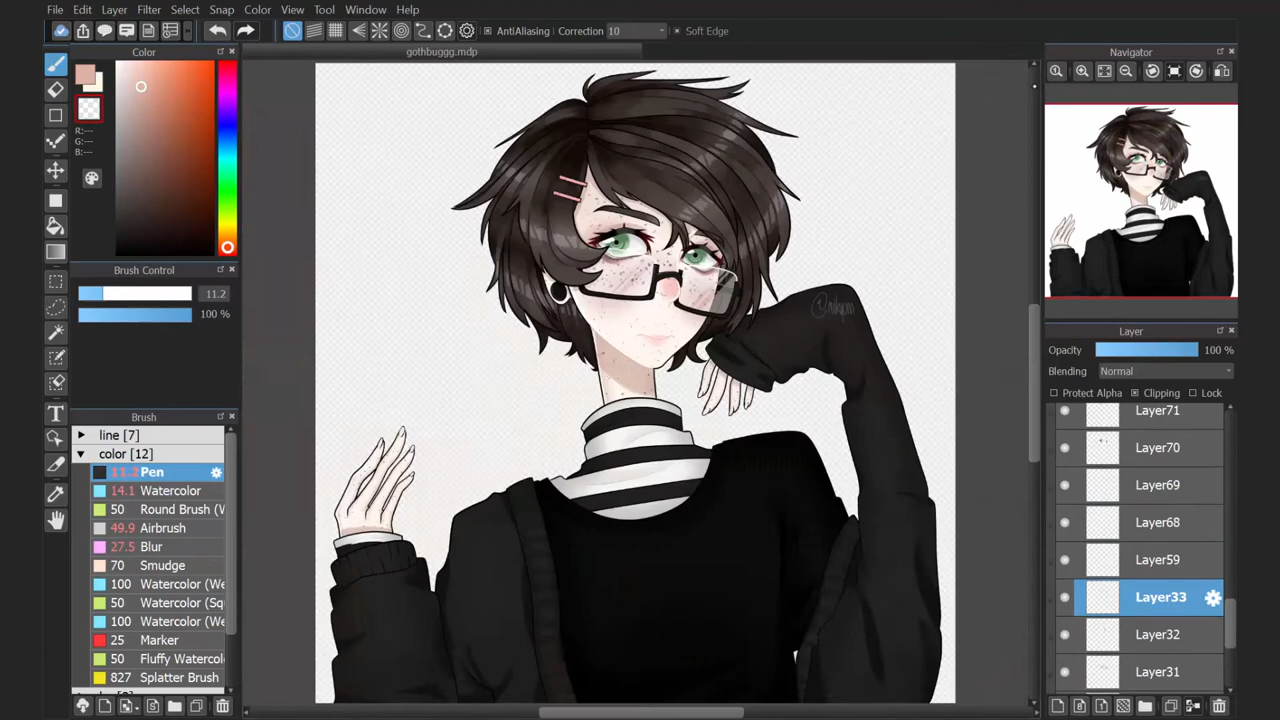 File Edit Layer Filter Select Snap Color View Tool Window Help
AntiAliasing Correction 10 Soft Edge
Color
gothbuggg.mdp
Navigator
R:---
G:---
B:---
Brush Control
11.2
100 %
Layer
Opacity 100 %
Blending Normal
Protect Alpha Clipping Lock
Brush
line [7]
color [12]
11.2 Pen
14.1 Watercolor
50 Round Brush (W
49.9 Airbrush
27.5 Blur
70 Smudge
100 Watercolor (We
50 Watercolor (Squ
100 Watercolor (We
25 Marker
50 Fluffy Watercolo
827 Splatter Brush
Layer71
Layer70
Layer69
Layer68
Layer59
Layer33
Layer32
Layer31